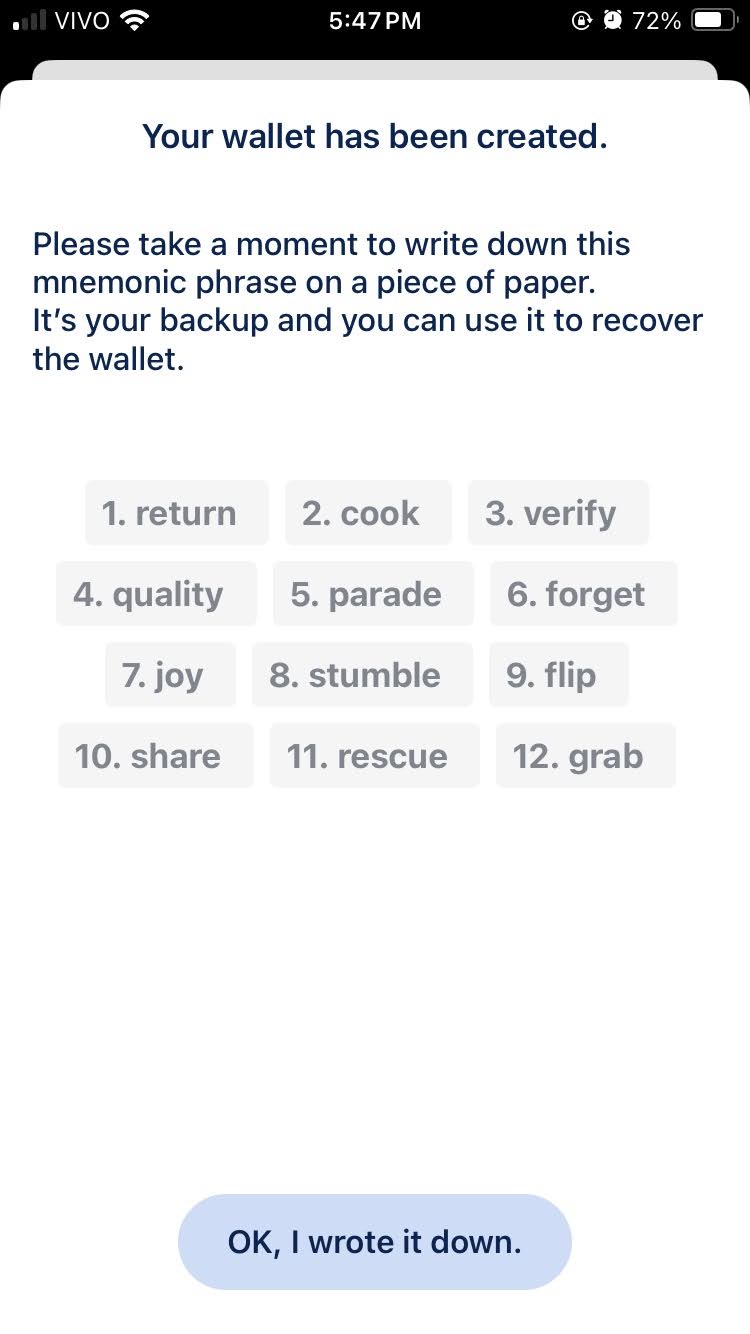 VIVO 5:47 PM 72%
Your wallet has been created.
Please take a moment to write down this
mnemonic phrase on a piece of paper.
It’s your backup and you can use it to recover
the wallet.
1. return 2. cook 3. verify
4. quality 5. parade 6. forget
7. joy 8. stumble 9. flip
10. share 11. rescue 12. grab
OK, I wrote it down.